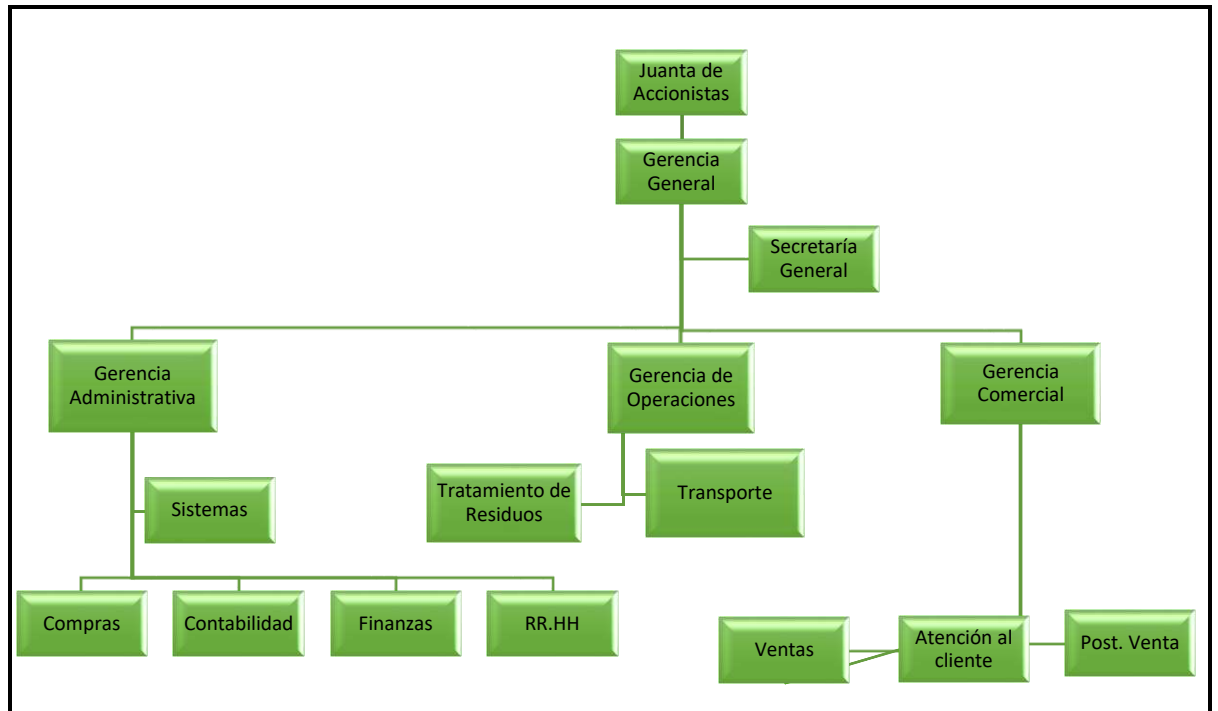 Juanta de
Accionistas
Gerencia
General
Secretaría
General
Gerencia
Administrativa
Gerencia de
Operaciones
Gerencia
Comercial
Sistemas
Tratamiento de
Residuos
Transporte
Compras
Contabilidad
Finanzas
RR.HH
Ventas
Atención al
cliente
Post. Venta